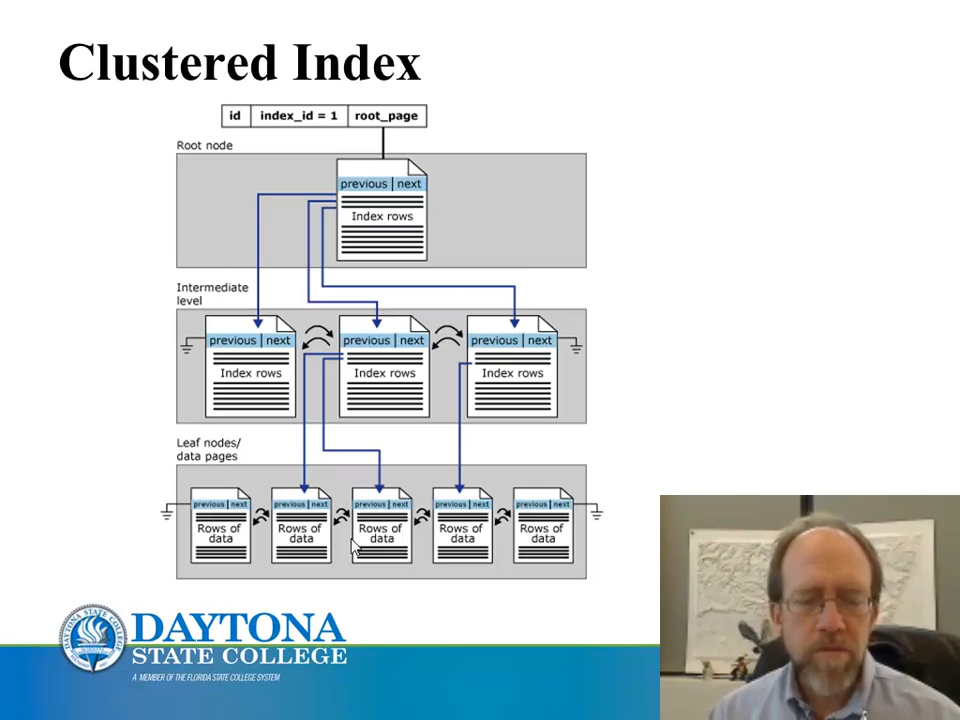 Clustered Index
id index_id = 1 root_page
Root node
previous next
Index rows
Intermediate
level
previous next previous next previous next
Index rows Index rows Index rows
Leaf nodes/
data pages
previous next previous next previous next previous next previous next
Rows of Rows of Rows of Rows of Rows of
data data data data data
DAYTONA
STATE COLLEGE
A MEMBER OF THE FLORIDA STATE COLLEGE SYSTEM